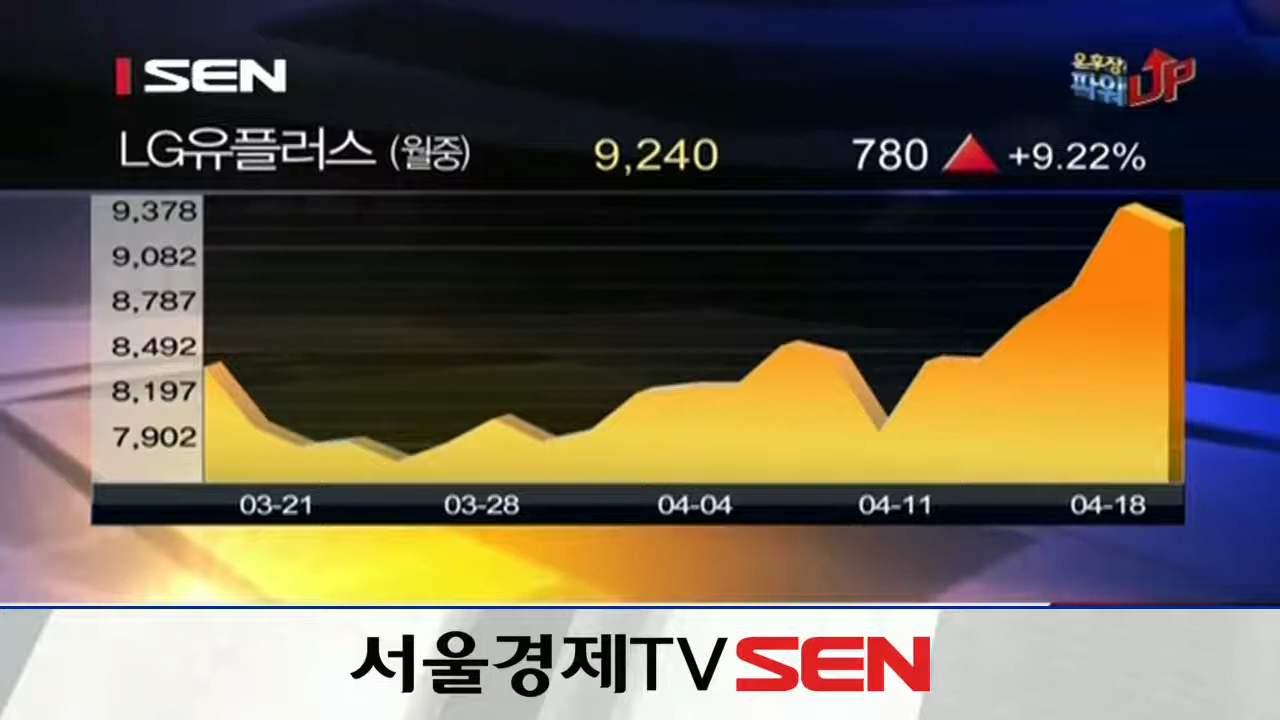 SEN
온후장!
파워 UP
LG유플러스 (월중) 9,240 780 ▲ +9.22%
9,378
9,082
8,787
8,492
8,197
7,902
03-21 03-28 04-04 04-11 04-18
서울경제TV SEN